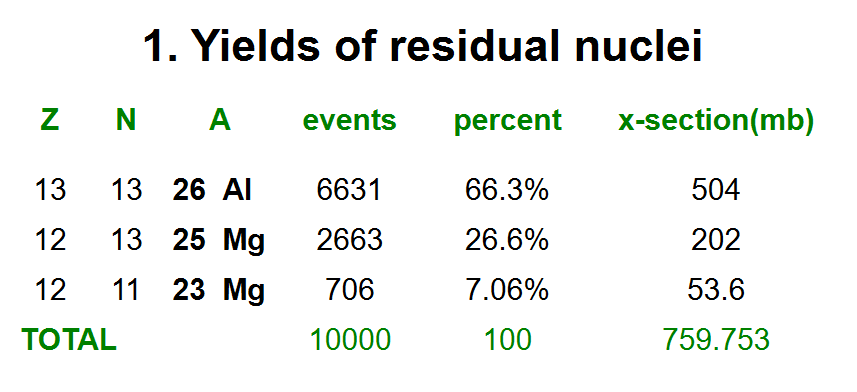 1. Yields of residual nuclei
Z N A events percent x-section(mb)
13 13 26 Al 6631 66.3% 504
12 13 25 Mg 2663 26.6% 202
12 11 23 Mg 706 7.06% 53.6
TOTAL 10000 100 759.753